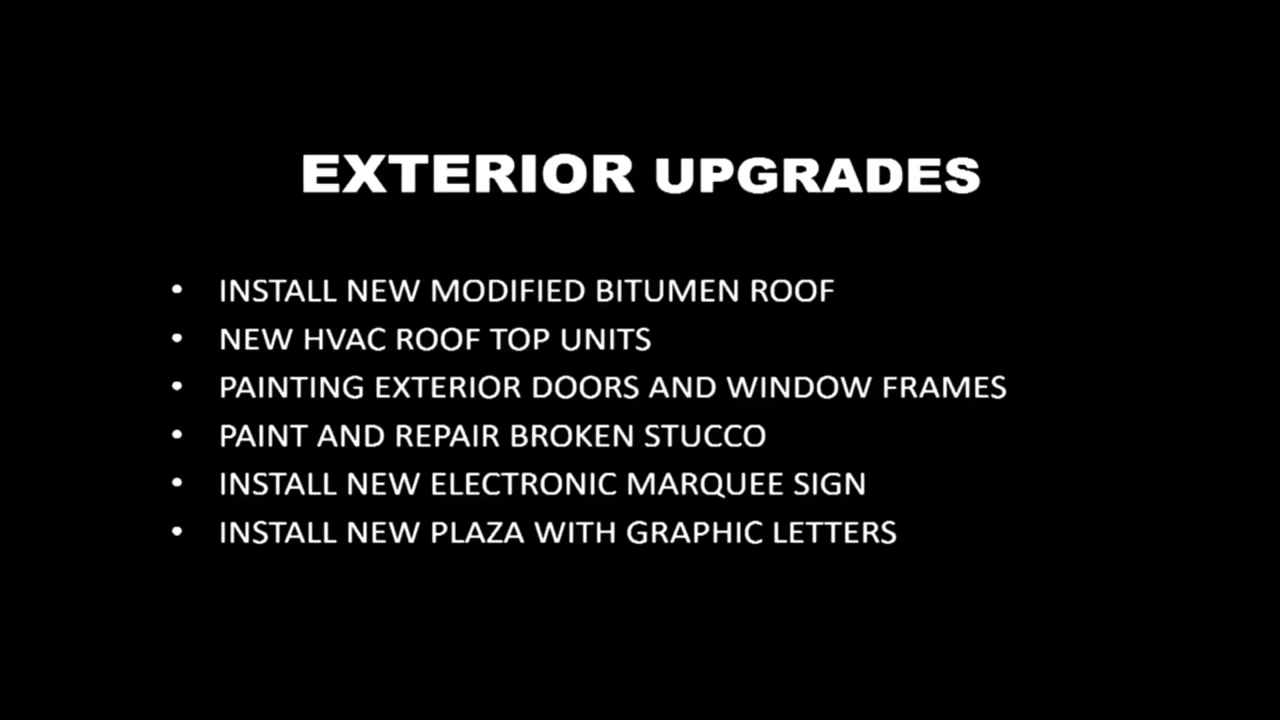 EXTERIOR UPGRADES
• INSTALL NEW MODIFIED BITUMEN ROOF
• NEW HVAC ROOF TOP UNITS
• PAINTING EXTERIOR DOORS AND WINDOW FRAMES
• PAINT AND REPAIR BROKEN STUCCO
• INSTALL NEW ELECTRONIC MARQUEE SIGN
• INSTALL NEW PLAZA WITH GRAPHIC LETTERS